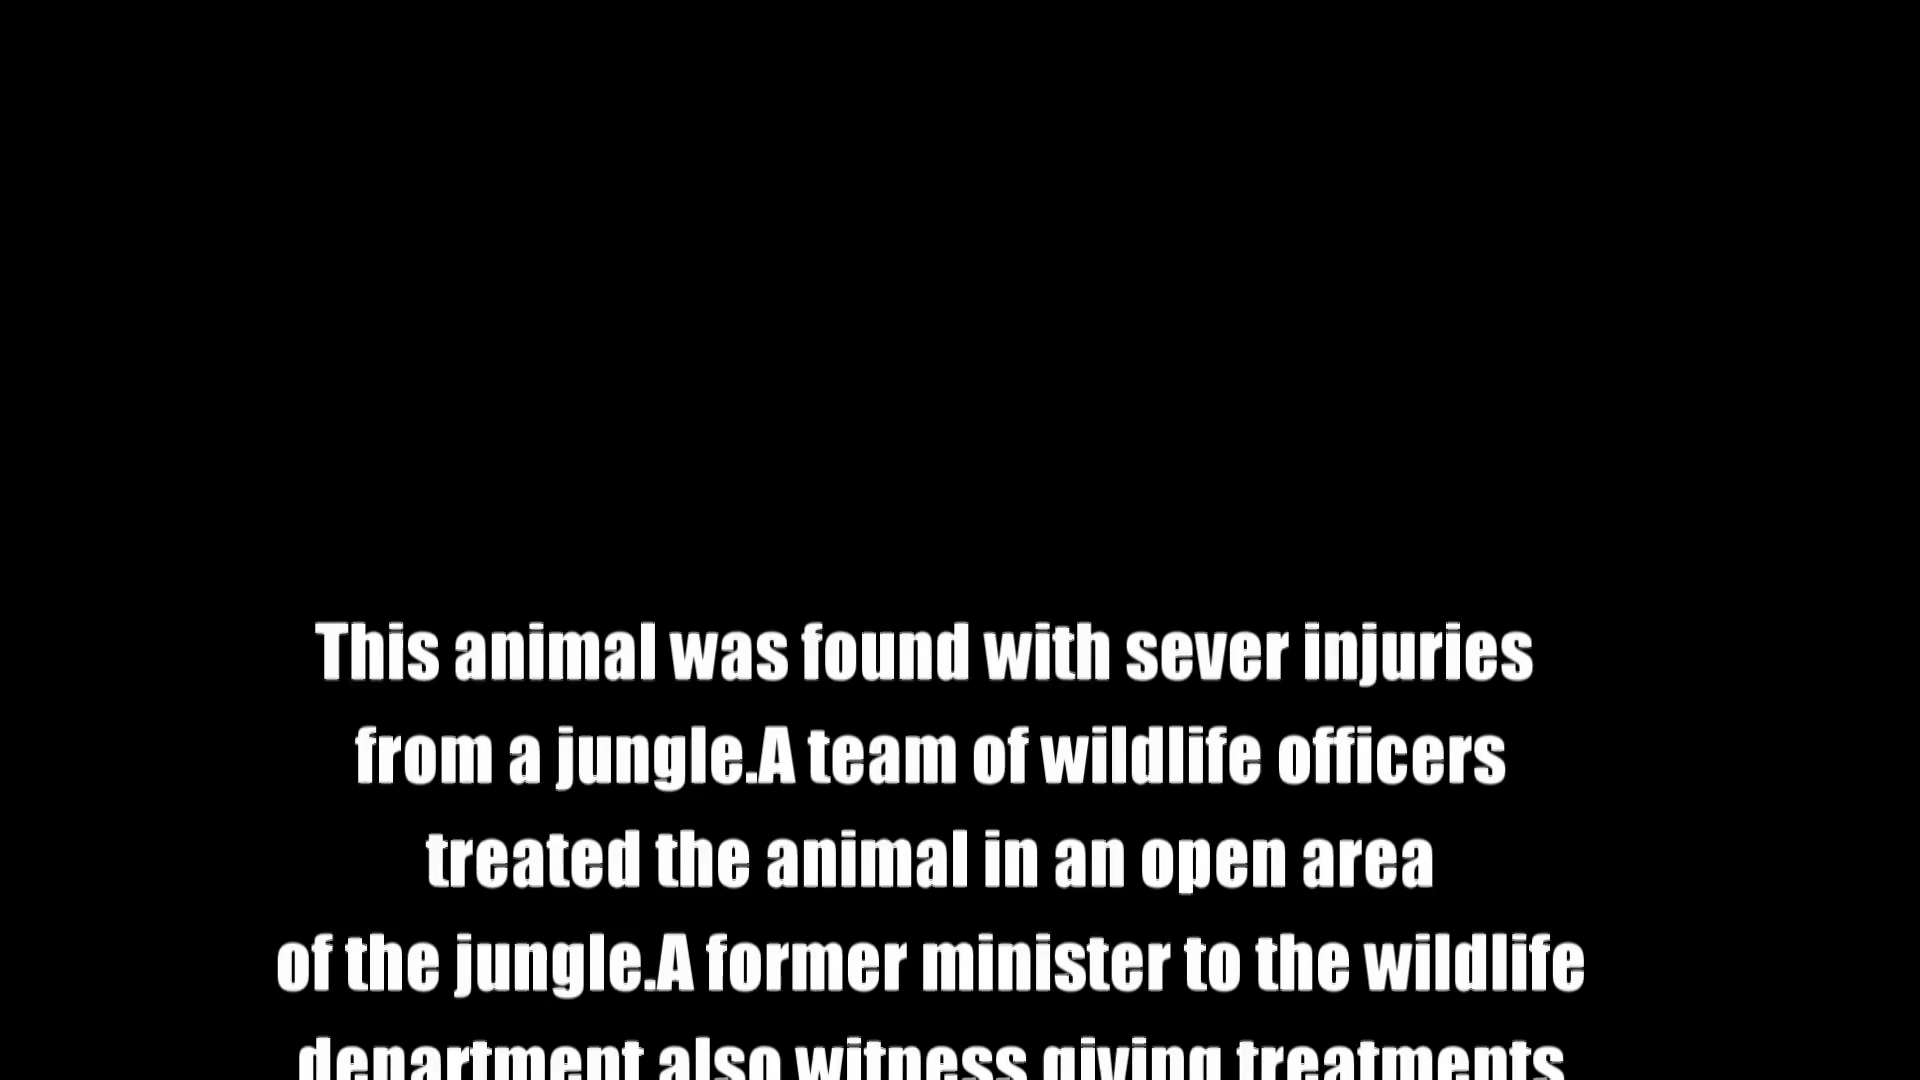 This animal was found with sever injuries
from a jungle.A team of wildlife officers
treated the animal in an open area
of the jungle.A former minister to the wildlife
department also witness giving treatments